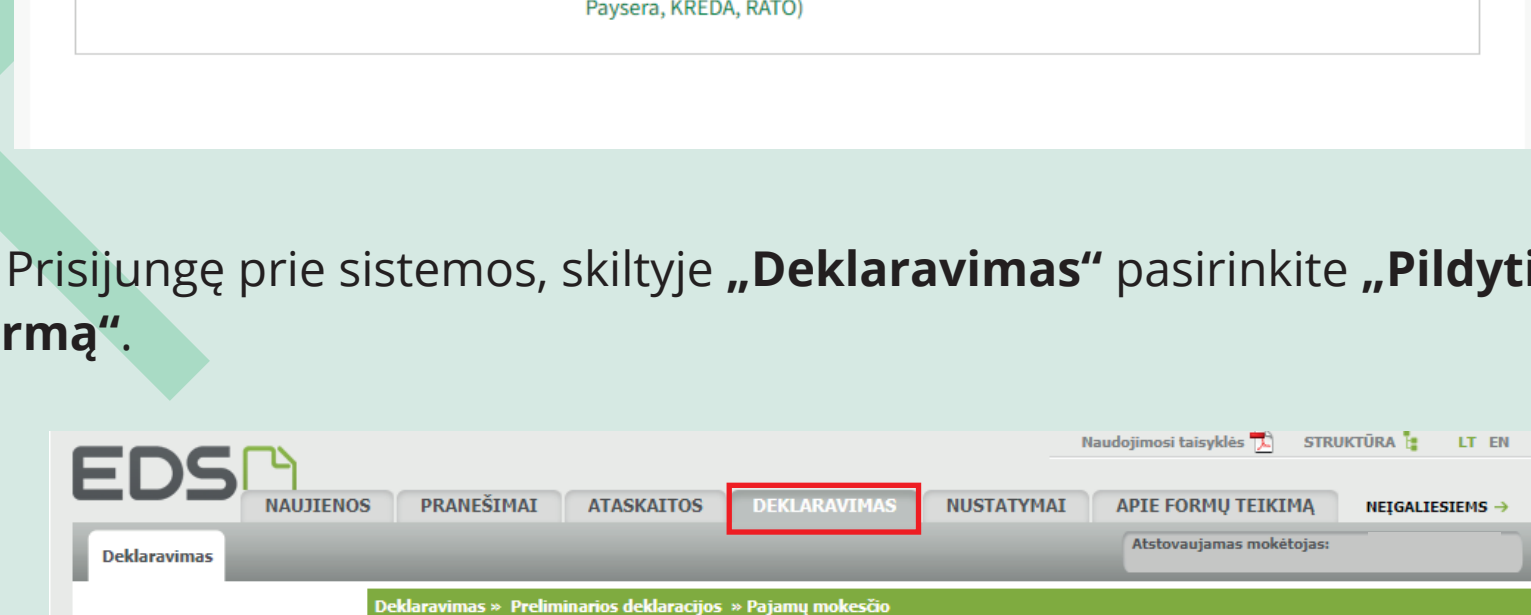 Paysera, KREDA, RATO)
Prisijungę prie sistemos, skiltyje „Deklaravimas“ pasirinkite „Pildyti
rmą“.
Naudojimosi taisyklės STRUKTŪRA LT EN
EDS
NAUJIENOS PRANEŠIMAI ATASKAITOS DEKLARAVIMAS NUSTATYMAI APIE FORMŲ TEIKIMĄ NEĮGALIESIEMS →
Deklaravimas Atstovaujamas mokėtojas:
Deklaravimas » Preliminarios deklaracijos » Pajamų mokesčio